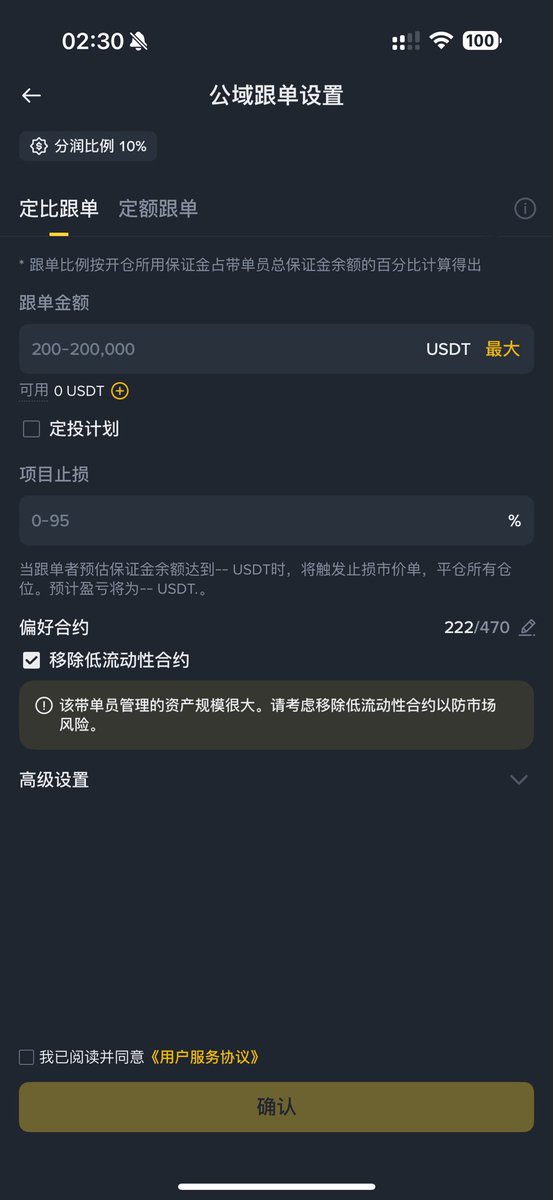 02:30
100
公域跟单设置
分润比例 10%
定比跟单 定额跟单
* 跟单比例按开仓所用保证金占带单员总保证金余额的百分比计算得出
跟单金额
200-200,000 USDT 最大
可用 0 USDT
定投计划
项目止损
0-95 %
当跟单者预估保证金余额达到-- USDT时，将触发止损市价单，平仓所有仓
位。预计盈亏将为-- USDT.。
偏好合约 222/470
移除低流动性合约
该带单员管理的资产规模很大。请考虑移除低流动性合约以防市场
风险。
高级设置
我已阅读并同意《用户服务协议》
确认